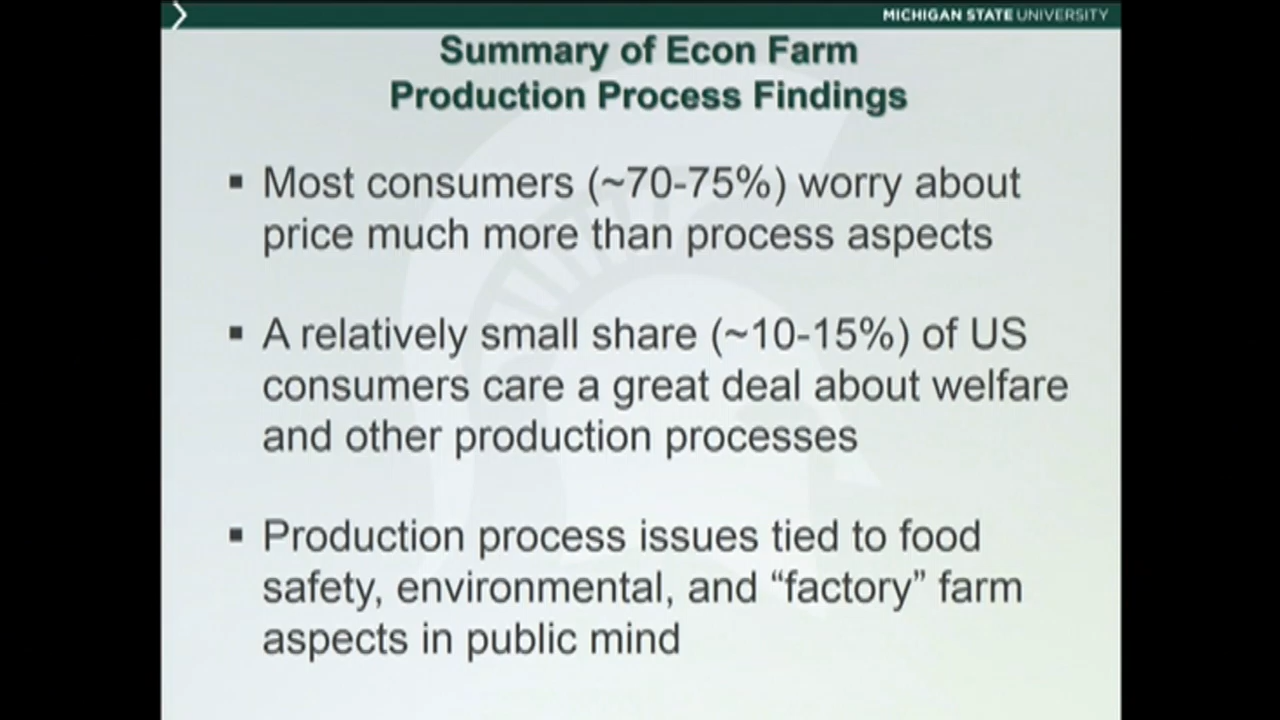 MICHIGAN STATE UNIVERSITY
Summary of Econ Farm
Production Process Findings
▪ Most consumers (~70-75%) worry about
price much more than process aspects
▪ A relatively small share (~10-15%) of US
consumers care a great deal about welfare
and other production processes
▪ Production process issues tied to food
safety, environmental, and “factory” farm
aspects in public mind